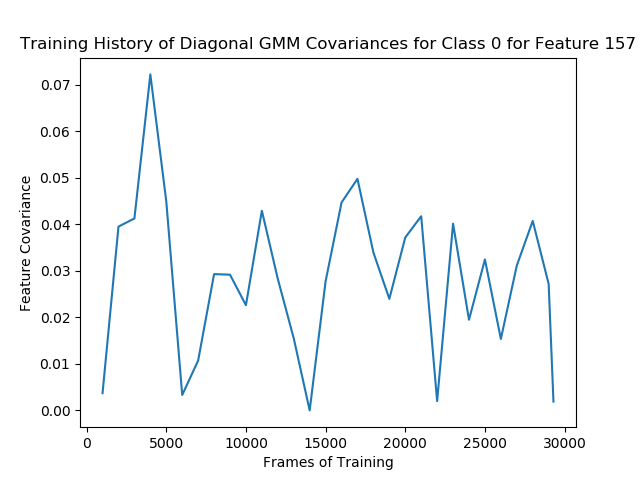 Training History of Diagonal GMM Covariances for Class 0 for Feature 157
0.07
0.06
0.05
0.04
0.03
0.02
0.01
0.00
Feature Covariance
0 5000 10000 15000 20000 25000 30000
Frames of Training